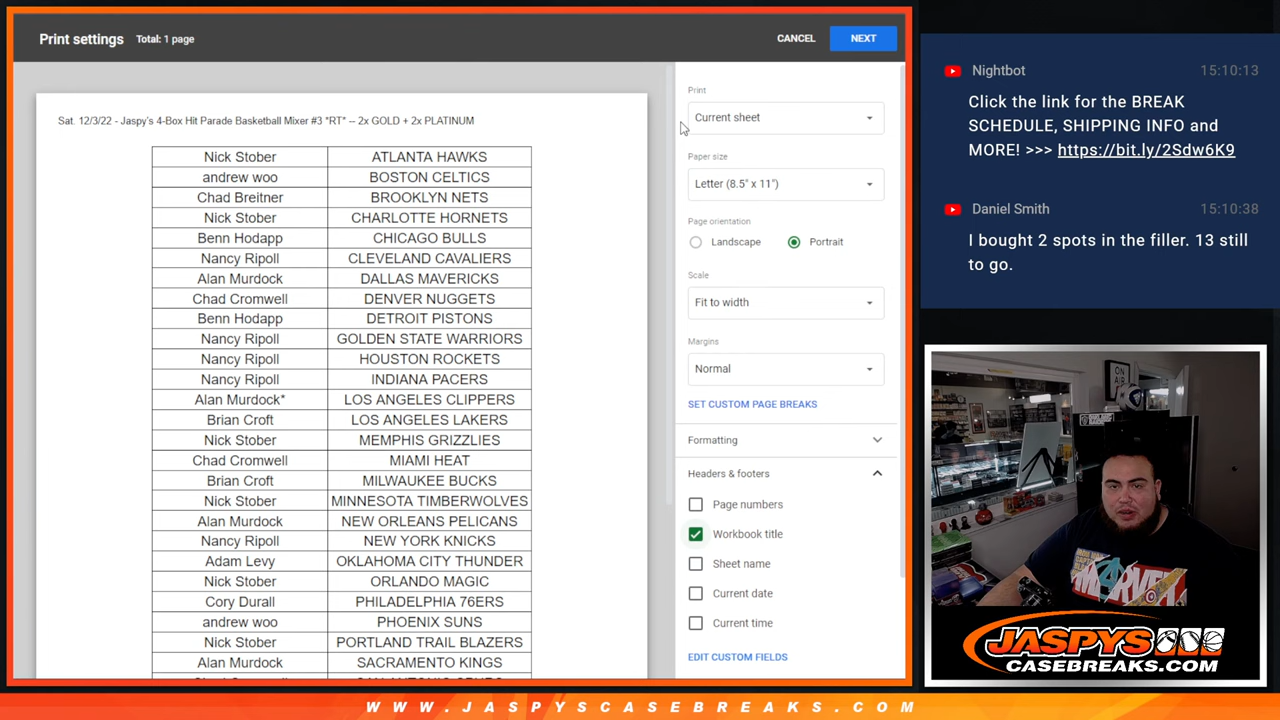 Print settings Total: 1 page
CANCEL NEXT
Sat. 12/3/22 - Jaspy's 4-Box Hit Parade Basketball Mixer #3 *RT* -- 2x GOLD + 2x PLATINUM
Nick Stober ATLANTA HAWKS
andrew woo BOSTON CELTICS
Chad Breitner BROOKLYN NETS
Nick Stober CHARLOTTE HORNETS
Benn Hodapp CHICAGO BULLS
Nancy Ripoll CLEVELAND CAVALIERS
Alan Murdock DALLAS MAVERICKS
Chad Cromwell DENVER NUGGETS
Benn Hodapp DETROIT PISTONS
Nancy Ripoll GOLDEN STATE WARRIORS
Nancy Ripoll HOUSTON ROCKETS
Nancy Ripoll INDIANA PACERS
Alan Murdock* LOS ANGELES CLIPPERS
Brian Croft LOS ANGELES LAKERS
Nick Stober MEMPHIS GRIZZLIES
Chad Cromwell MIAMI HEAT
Brian Croft MILWAUKEE BUCKS
Nick Stober MINNESOTA TIMBERWOLVES
Alan Murdock NEW ORLEANS PELICANS
Nancy Ripoll NEW YORK KNICKS
Adam Levy OKLAHOMA CITY THUNDER
Nick Stober ORLANDO MAGIC
Cory Durall PHILADELPHIA 76ERS
andrew woo PHOENIX SUNS
Nick Stober PORTLAND TRAIL BLAZERS
Alan Murdock SACRAMENTO KINGS
Print
Current sheet
Paper size
Letter (8.5" x 11")
Page orientation
Landscape Portrait
Scale
Fit to width
Margins
Normal
SET CUSTOM PAGE BREAKS
Formatting
Headers & footers
Page numbers
Workbook title
Sheet name
Current date
Current time
EDIT CUSTOM FIELDS
Nightbot 15:10:13
Click the link for the BREAK
SCHEDULE, SHIPPING INFO and
MORE! >>> https://bit.ly/2Sdw6K9
Daniel Smith 15:10:38
I bought 2 spots in the filler. 13 still
to go.
ON
AIR
MARVEL
JASPYS
CASEBREAKS.COM
WWW.JASPYSCASEBREAKS.COM